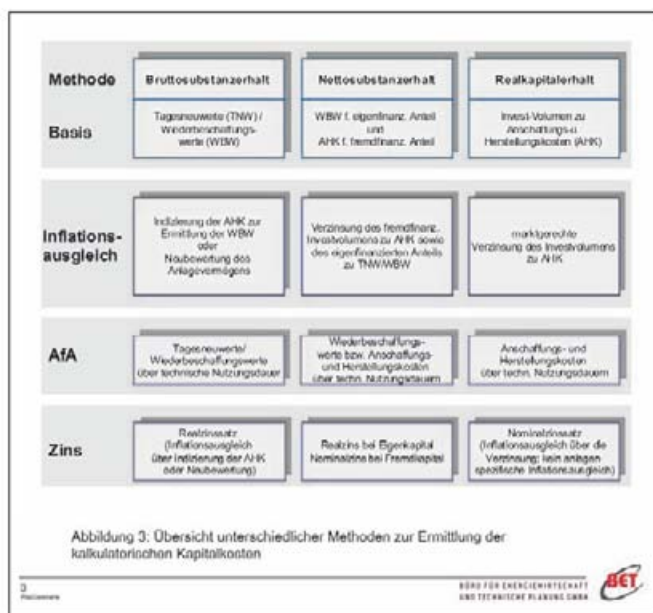 Methode
Bruttosubstanzerhalt
Nettosubstanzerhalt
Realkapitalerhalt
Basis
Tagesneuwerte (TNW) /
Wiederbeschaffungs-
werte (WBW)
WBW f. eigenfinanz. Anteil
und
AHK f. fremdfinanz. Anteil
Invest-Volumen zu
Anschaffungs-u.
Herstellungskosten (AHK)
Inflations-
ausgleich
Indizierung der AHK zur
Ermittlung der WBW
oder
Neubewertung des
Anlagevermögens
Verzinsung des fremdfinanz.
Investvolumens zu AHK sowie
des eigenfinanzierten Anteils
zu TNW/WBW
marktgerechte
Verzinsung des Investvolumens
zu AHK
AfA
Tagesneuwerte/
Wiederbeschaffungswerte
über technische Nutzungsdauer
Wiederbeschaffungs-
werte bzw. Anschaffungs-
und Herstellungskosten
über techn. Nutzungsdauern
Anschaffungs- und
Herstellungskosten
über techn. Nutzungsdauern
Zins
Realzinssatz
(Inflationsausgleich
über Indizierung der AHK
oder Neubewertung)
Realzins bei Eigenkapital
Nominalzins bei Fremdkapital
Nominalzinssatz
(Inflationsausgleich über die
Verzinsung; kein anlagen
spezifische Inflationsausgleich)
Abbildung 3: Übersicht unterschiedlicher Methoden zur Ermittlung der
kalkulatorischen Kapitalkosten
3
BÜRO FÜR ENERGIEWIRTSCHAFT
UND TECHNISCHE PLANUNG GMBH
BET